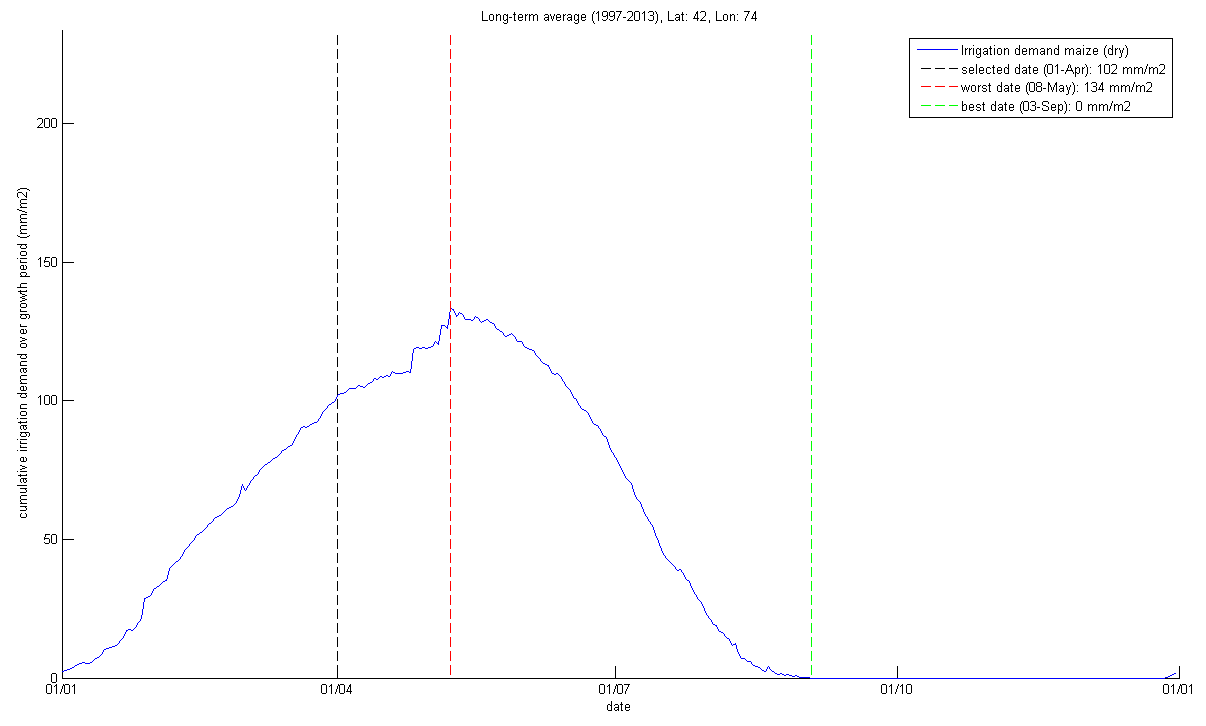 Long-term average (1997-2013), Lat: 42, Lon: 74
Irrigation demand maize (dry)
selected date (01-Apr): 102 mm/m2
worst date (08-May): 134 mm/m2
best date (03-Sep): 0 mm/m2
cumulative irrigation demand over growth period (mm/m2)
200
150
100
50
0
01/01
01/04
01/07
01/10
01/01
date